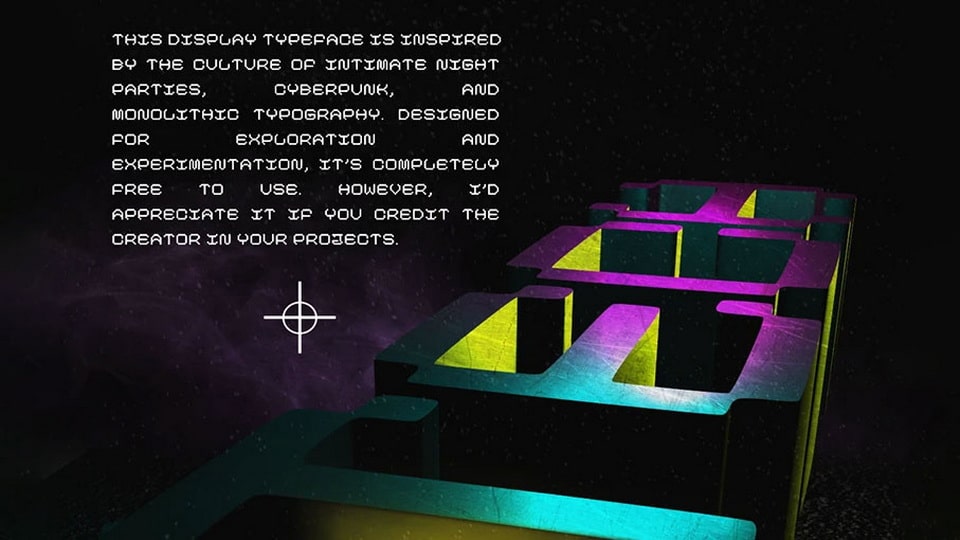 THIS DISPLAY TYPEFACE IS INSPIRED
BY THE CULTURE OF INTIMATE NIGHT
PARTIES, CYBERPUNK, AND
MONOLITHIC TYPOGRAPHY. DESIGNED
FOR EXPLORATION AND
EXPERIMENTATION, IT'S COMPLETELY
FREE TO USE. HOWEVER, I'D
APPRECIATE IT IF YOU CREDIT THE
CREATOR IN YOUR PROJECTS.